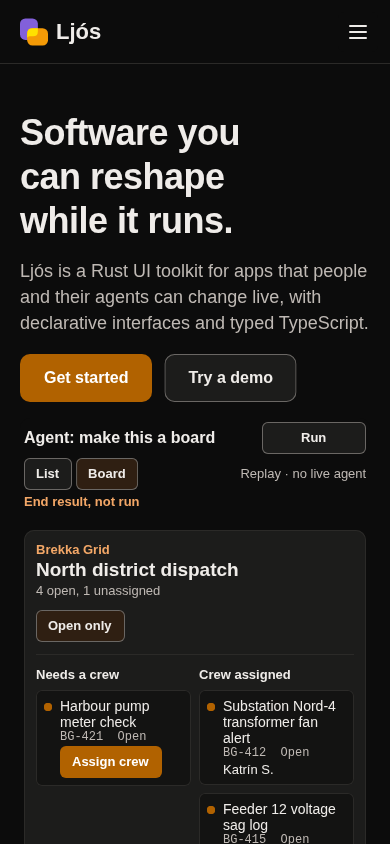 Ljós
Software you
can reshape
while it runs.
Ljós is a Rust UI toolkit for apps that people
and their agents can change live, with
declarative interfaces and typed TypeScript.
Get started
Try a demo
Agent: make this a board
Run
List
Board
Replay · no live agent
End result, not run
Brekka Grid
North district dispatch
4 open, 1 unassigned
Open only
Needs a crew
Harbour pump
meter check
BG-421 Open
Assign crew
Crew assigned
Substation Nord-4
transformer fan
alert
BG-412 Open
Katrín S.
Feeder 12 voltage
sag log
BG-415 Open